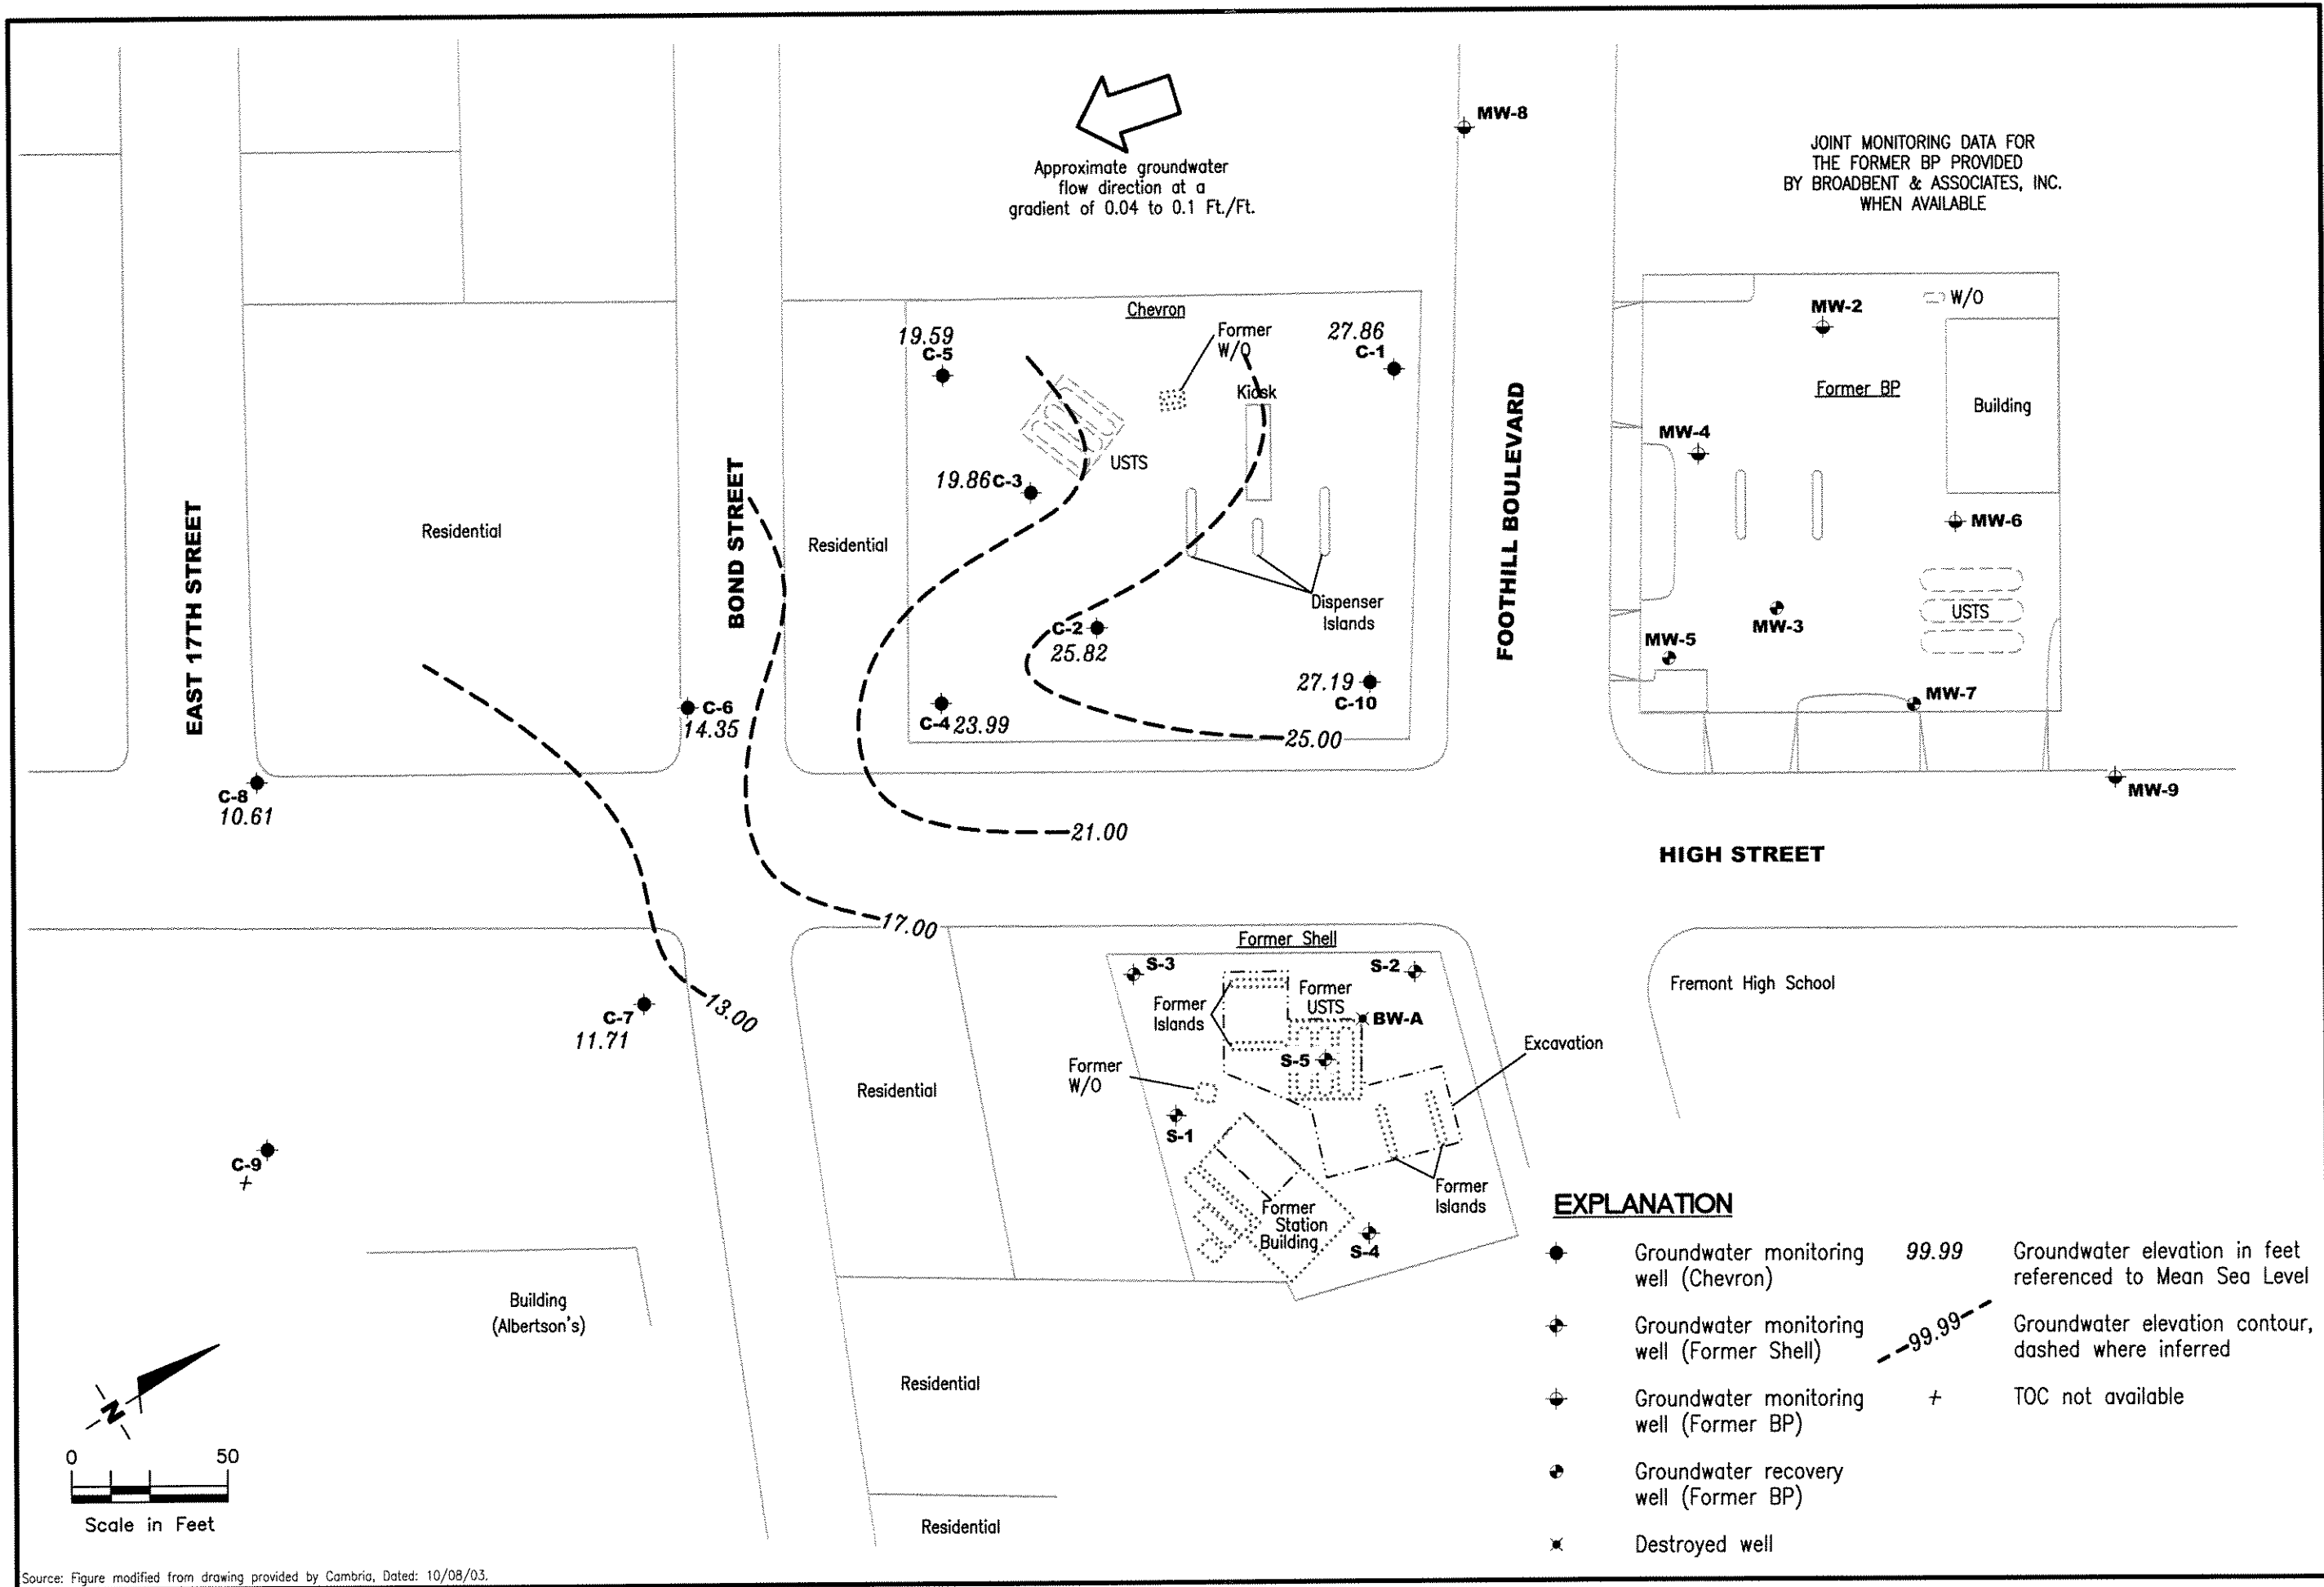 MW-8
JOINT MONITORING DATA FOR
THE FORMER BP PROVIDED
BY BROADBENT & ASSOCIATES, INC.
WHEN AVAILABLE
Approximate groundwater
flow direction at a
gradient of 0.04 to 0.1 Ft./Ft.
Chevron
19.59
C-5
Former
W/O
27.86
C-1
Kiosk
19.86 C-3
USTS
Residential
Residential
EAST 17TH STREET
BOND STREET
FOOTHILL BOULEVARD
Dispenser
Islands
C-2
25.82
27.19
C-10
C-4 23.99
25.00
C-6
14.35
C-8
10.61
21.00
17.00
13.00
MW-2
W/O
Former BP
Building
MW-4
MW-6
USTS
MW-3
MW-5
MW-7
MW-9
HIGH STREET
C-7
11.71
C-9
+
Former Shell
S-3
S-2
Former
Islands
Former
USTS
BW-A
S-5
Excavation
Former
W/O
S-1
Former
Islands
Former
Station
Building
S-4
Fremont High School
Residential
Building
(Albertson's)
Residential
Residential
N
0 50
Scale in Feet
EXPLANATION
Groundwater monitoring
well (Chevron)
Groundwater monitoring
well (Former Shell)
Groundwater monitoring
well (Former BP)
Groundwater recovery
well (Former BP)
Destroyed well
99.99 Groundwater elevation in feet
referenced to Mean Sea Level
99.99 Groundwater elevation contour,
dashed where inferred
+ TOC not available
Source: Figure modified from drawing provided by Cambria, Dated: 10/08/03.